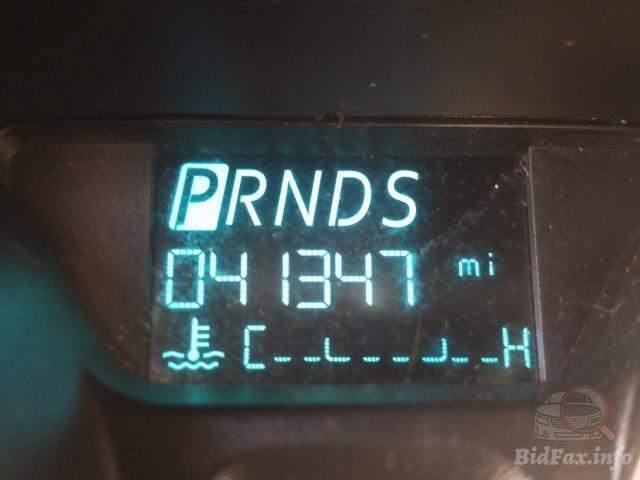 PRNDS
041347 mi
C H
BidFax.info